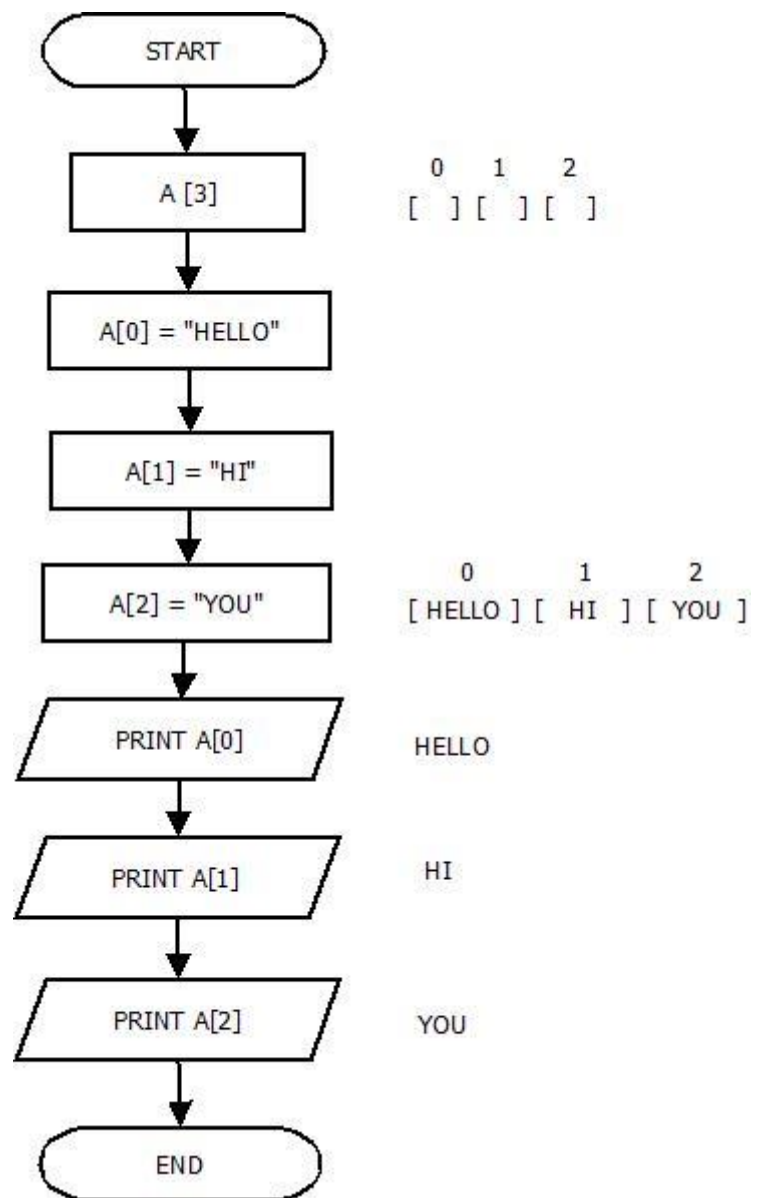 START
A [3]
0 1 2
[ ] [ ] [ ]
A[0] = "HELLO"
A[1] = "HI"
A[2] = "YOU"
0 1 2
[ HELLO ] [ HI ] [ YOU ]
PRINT A[0]
HELLO
PRINT A[1]
HI
PRINT A[2]
YOU
END